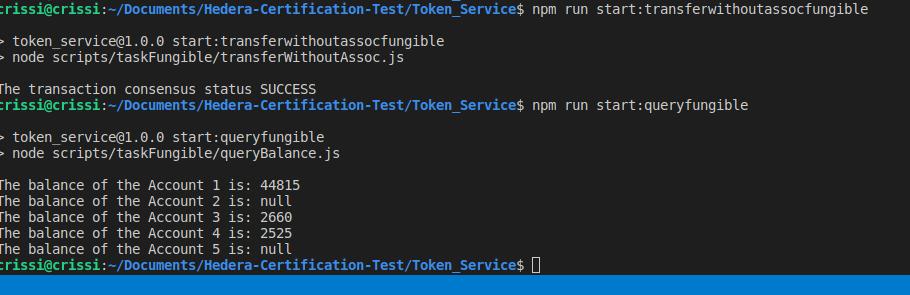 crissi@crissi:~/Documents/Hedera-Certification-Test/Token_Service$ npm run start:transferwithoutassocfungible
> token_service@1.0.0 start:transferwithoutassocfungible
> node scripts/taskFungible/transferWithoutAssoc.js
The transaction consensus status SUCCESS
crissi@crissi:~/Documents/Hedera-Certification-Test/Token_Service$ npm run start:queryfungible
> token_service@1.0.0 start:queryfungible
> node scripts/taskFungible/queryBalance.js
The balance of the Account 1 is: 44815
The balance of the Account 2 is: null
The balance of the Account 3 is: 2660
The balance of the Account 4 is: 2525
The balance of the Account 5 is: null
crissi@crissi:~/Documents/Hedera-Certification-Test/Token_Service$